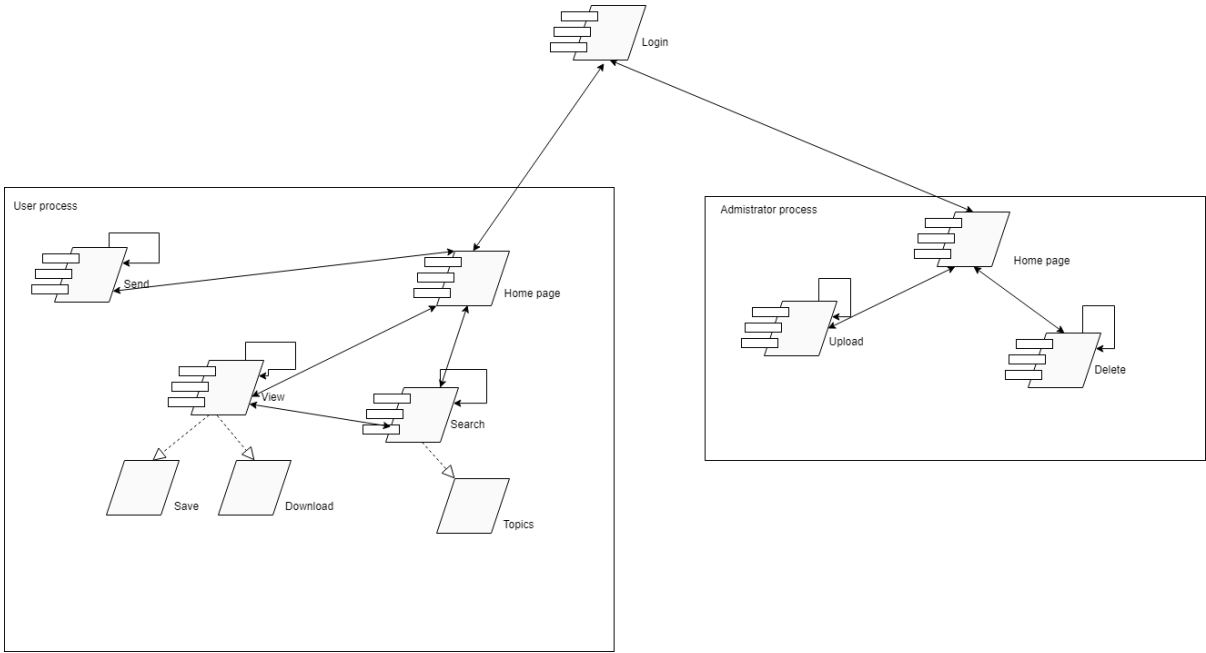 Login
User process
Admistrator process
Send
Home page
Home page
View
Search
Upload
Delete
Save
Download
Topics